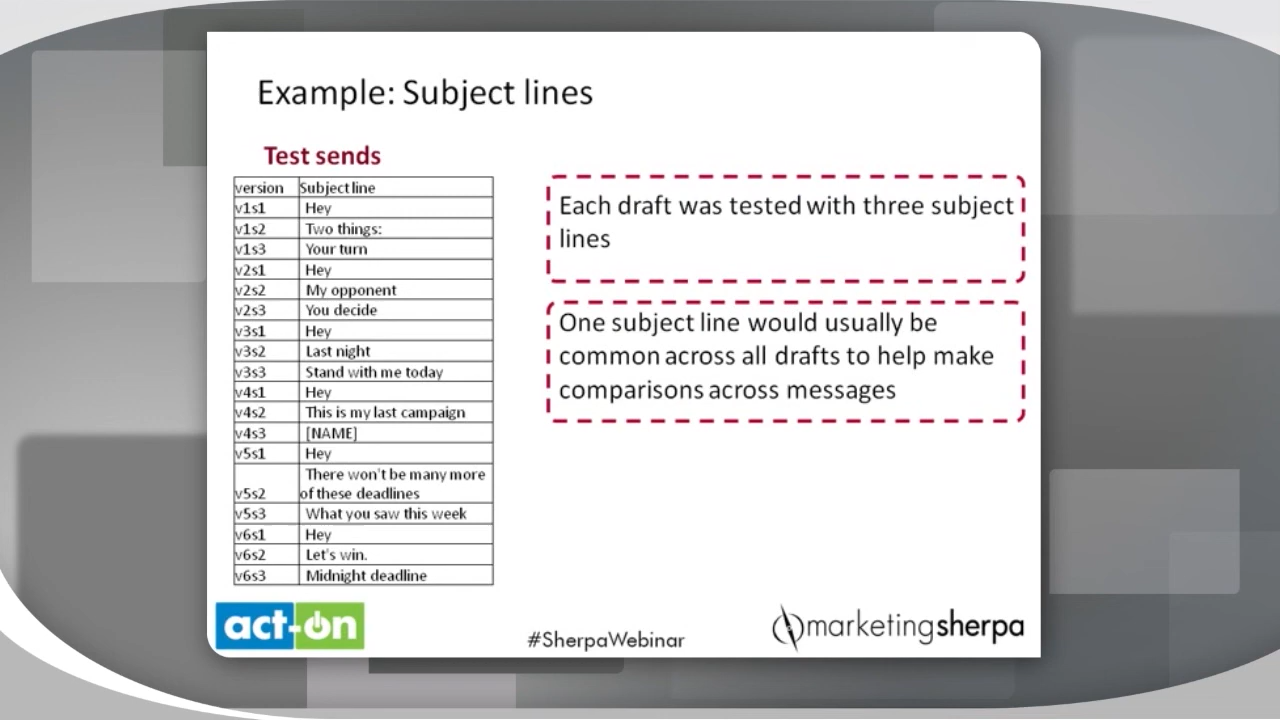 Example: Subject lines
Test sends
version Subject line
v1s1 Hey
v1s2 Two things:
v1s3 Your turn
v2s1 Hey
v2s2 My opponent
v2s3 You decide
v3s1 Hey
v3s2 Last night
v3s3 Stand with me today
v4s1 Hey
v4s2 This is my last campaign
v4s3 [NAME]
v5s1 Hey
There won't be many more
v5s2 of these deadlines
v5s3 What you saw this week
v6s1 Hey
v6s2 Let's win.
v6s3 Midnight deadline
Each draft was tested with three subject
lines
One subject line would usually be
common across all drafts to help make
comparisons across messages
act-on
#SherpaWebinar
marketingsherpa